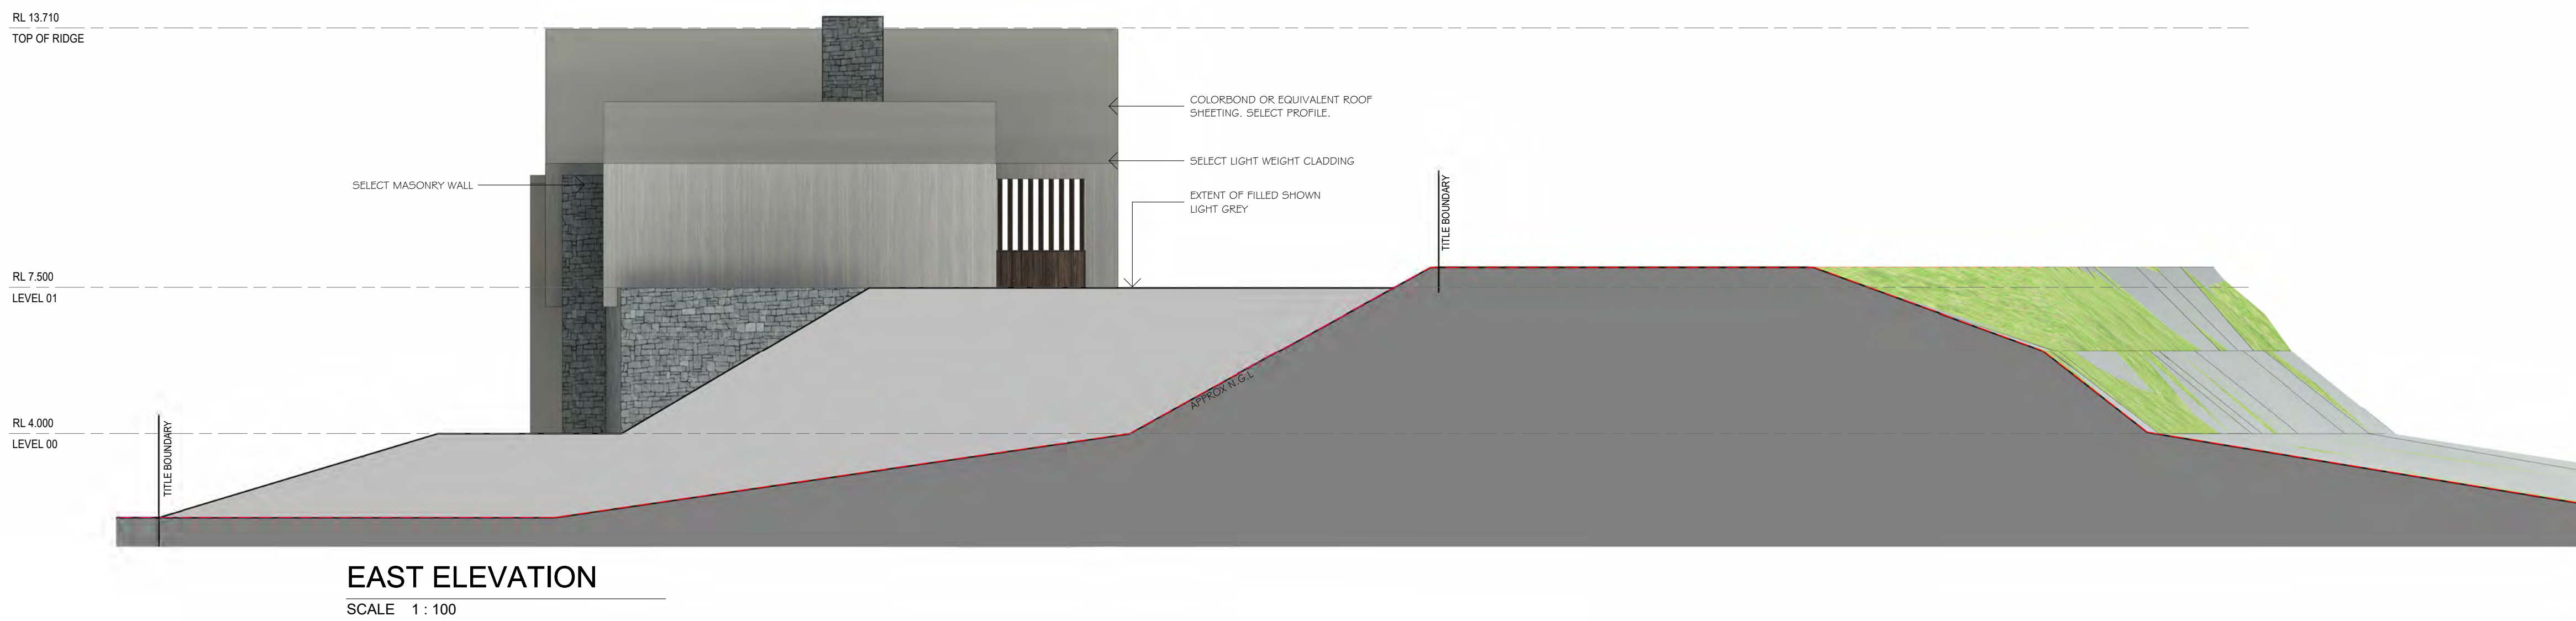 RL 13.710
TOP OF RIDGE
COLORBOND OR EQUIVALENT ROOF
SHEETING. SELECT PROFILE.
SELECT LIGHT WEIGHT CLADDING
SELECT MASONRY WALL
EXTENT OF FILLED SHOWN
LIGHT GREY
TITLE BOUNDARY
RL 7.500
LEVEL 01
APPROX N.G.L
RL 4.000
LEVEL 00
TITLE BOUNDARY
EAST ELEVATION
SCALE 1 : 100